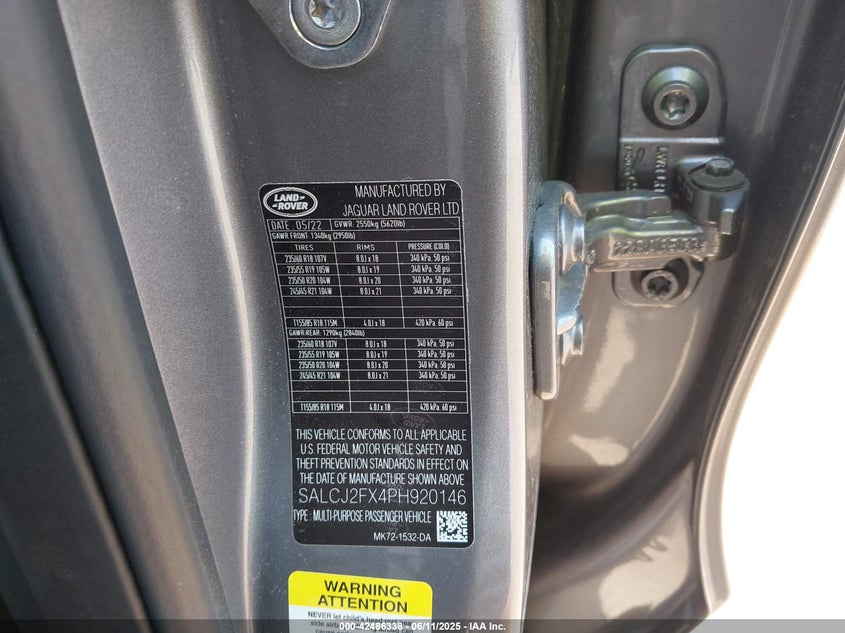 LAND-
-ROVER
MANUFACTURED BY
JAGUAR LAND ROVER LTD
DATE 05/22 GVWR. 2550kg (5620lb)
GAWR FRONT. 1340kg (2950lb)
TIRES RIMS PRESSURE (COLD)
235/60 R18 107V 8.0J x 18 340 kPa, 50 psi
235/55 R19 105W 8.0J x 19 340 kPa, 50 psi
235/50 R20 104W 8.0J x 20 340 kPa, 50 psi
245/45 R21 104W 8.0J x 21 340 kPa, 50 psi
T155/85 R18 115M 4.0J x 18 420 kPa, 60 psi
GAWR REAR. 1290kg (2840lb)
235/60 R18 107V 8.0J x 18 340 kPa, 50 psi
235/55 R19 105W 8.0J x 19 340 kPa, 50 psi
235/50 R20 104W 8.0J x 20 340 kPa, 50 psi
245/45 R21 104W 8.0J x 21 340 kPa, 50 psi
T155/85 R18 115M 4.0J x 18 420 kPa, 60 psi
THIS VEHICLE CONFORMS TO ALL APPLICABLE
U.S. FEDERAL MOTOR VEHICLE SAFETY AND
THEFT PREVENTION STANDARDS IN EFFECT ON
THE DATE OF MANUFACTURE SHOWN ABOVE
SALCJ2FX4PH920146
TYPE : MULTI-PURPOSE PASSENGER VEHICLE
MK72-1532-DA
WARNING
ATTENTION
NEVER let child's head
side air
000-42486338 - 06/11/2025 - IAA Inc.